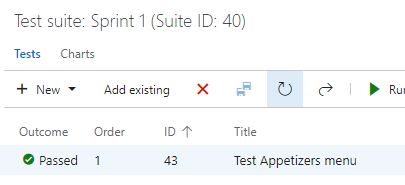 Test suite: Sprint 1 (Suite ID: 40)
Tests Charts
New Add existing Run
Outcome Order ID Title
Passed 1 43 Test Appetizers menu